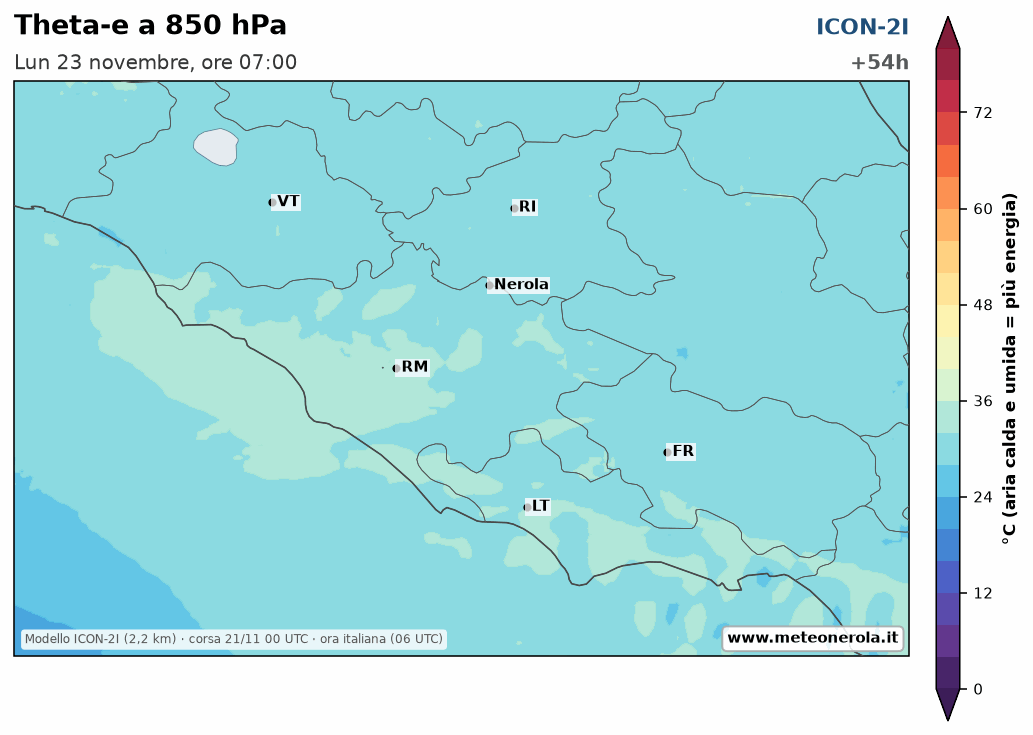 Theta-e a 850 hPa
ICON-2I
Lun 23 novembre, ore 07:00
+54h
VT
RI
Nerola
RM
FR
LT
Modello ICON-2I (2,2 km) · corsa 21/11 00 UTC · ora italiana (06 UTC)
www.meteonerola.it
72
60
48
36
24
12
0
°C (aria calda e umida = più energia)